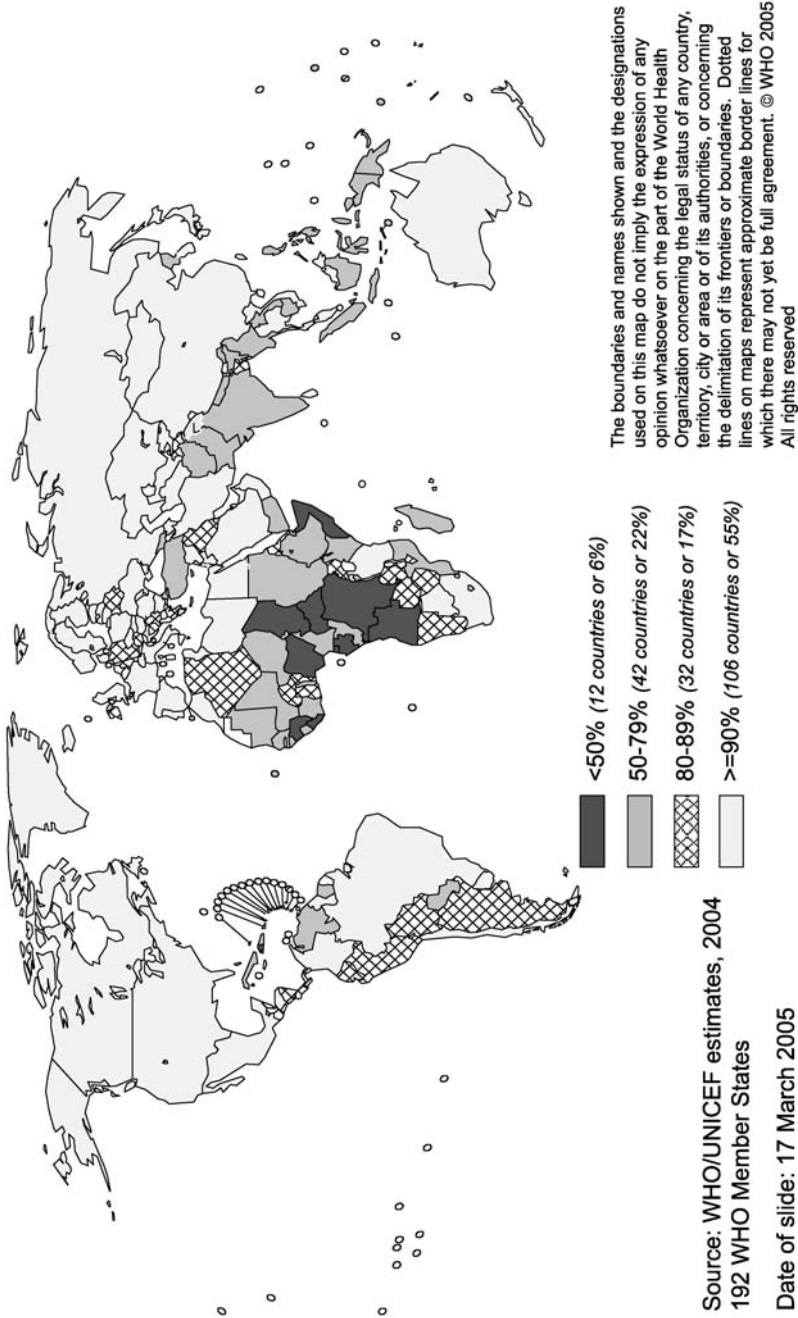 <50% (12 countries or 6%)
50-79% (42 countries or 22%)
80-89% (32 countries or 17%)
>=90% (106 countries or 55%)
Source: WHO/UNICEF estimates, 2004
192 WHO Member States
Date of slide: 17 March 2005
The boundaries and names shown and the designations
used on this map do not imply the expression of any
opinion whatsoever on the part of the World Health
Organization concerning the legal status of any country,
territory, city or area or of its authorities, or concerning
the delimitation of its frontiers or boundaries. Dotted
lines on maps represent approximate border lines for
which there may not yet be full agreement. © WHO 2005
All rights reserved